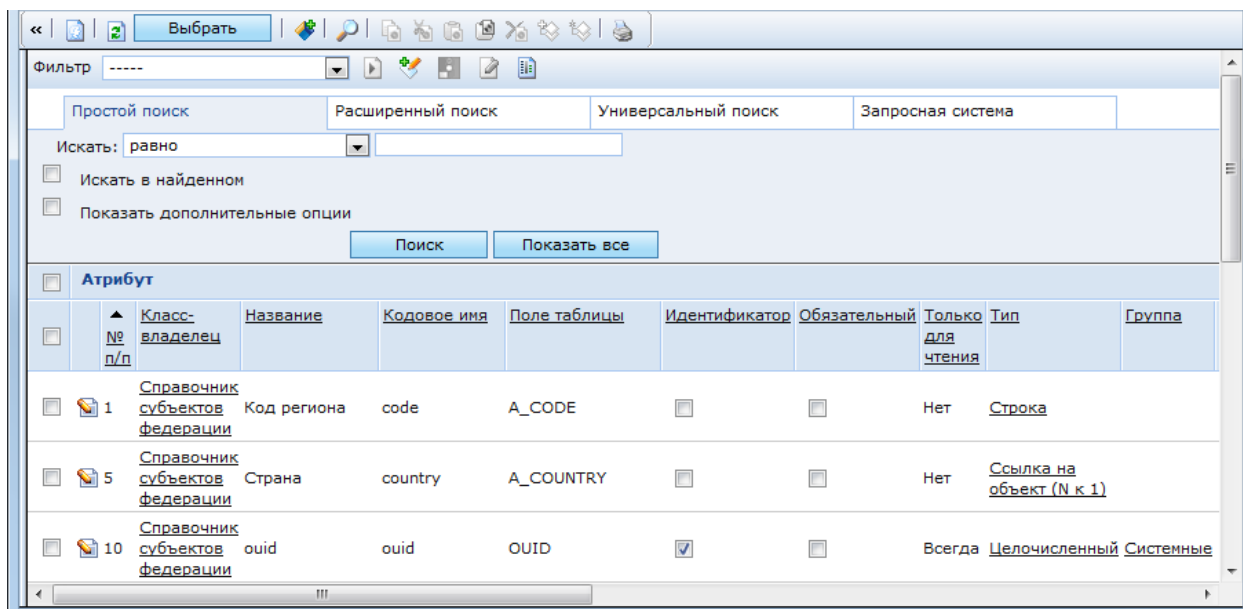 « Выбрать
Фильтр -----
Простой поиск Расширенный поиск Универсальный поиск Запросная система
Искать: равно
Искать в найденном
Показать дополнительные опции
Поиск Показать все
Атрибут
№ п/п Класс-владелец Название Кодовое имя Поле таблицы Идентификатор Обязательный Только для чтения Тип Группа
1 Справочник субъектов федерации Код региона code A_CODE Нет Строка
5 Справочник субъектов федерации Страна country A_COUNTRY Нет Ссылка на объект (N к 1)
10 Справочник субъектов федерации ouid ouid OUID Всегда Целочисленный Системные